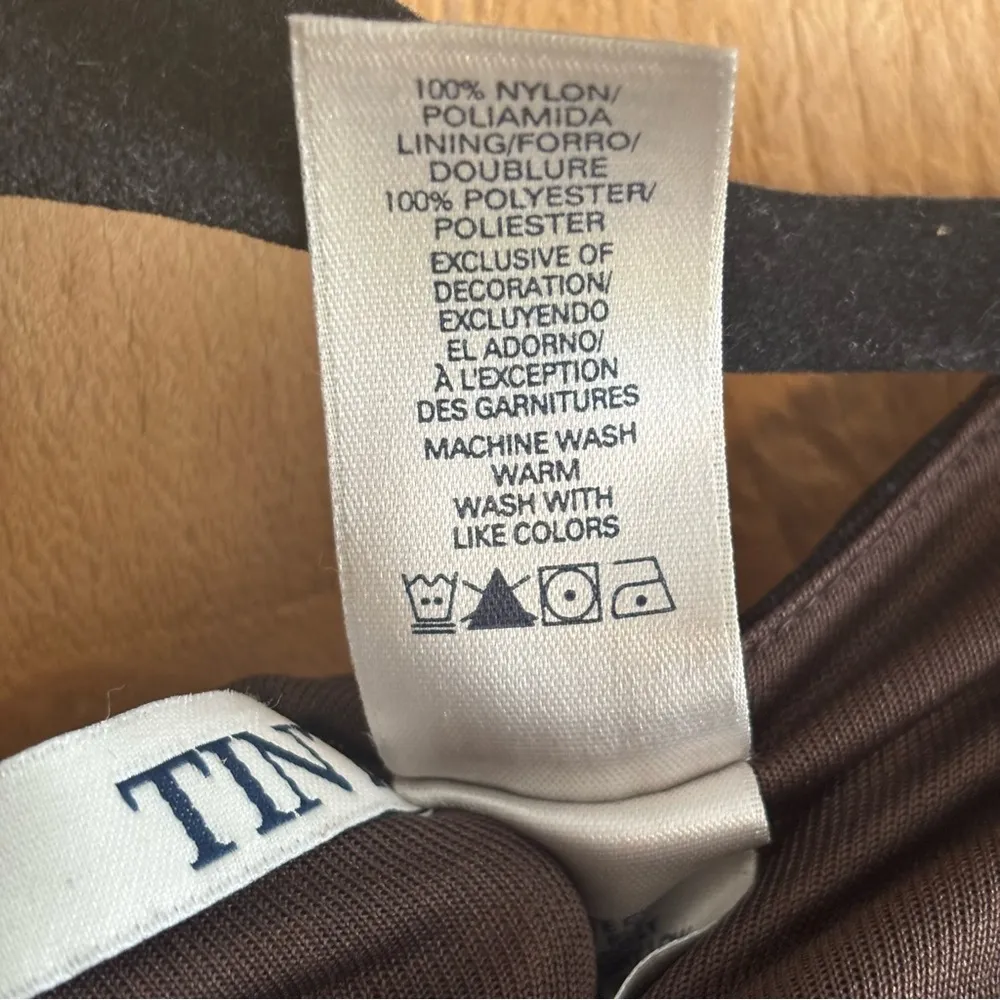 100% NYLON/
POLIAMIDA
LINING/FORRO/
DOUBLURE
100% POLYESTER/
POLIESTER
EXCLUSIVE OF
DECORATION/
EXCLUYENDO
EL ADORNO/
À L'EXCEPTION
DES GARNITURES
MACHINE WASH
WARM
WASH WITH
LIKE COLORS
TIN